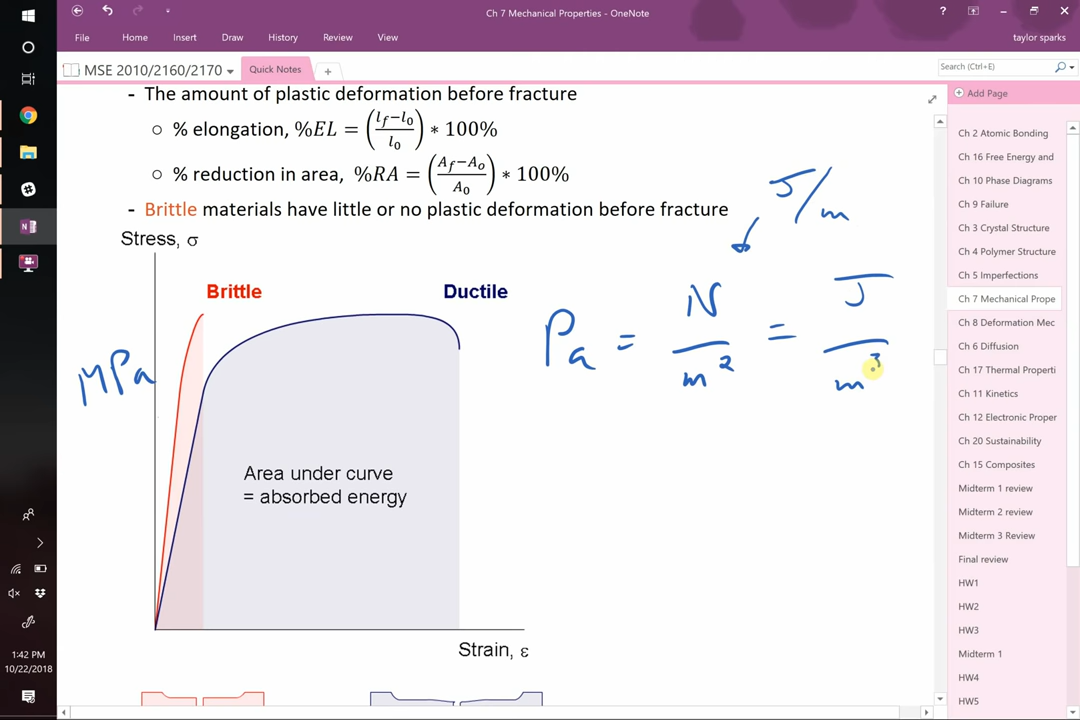 Ch 7 Mechanical Properties - OneNote
?
File Home Insert Draw History Review View
taylor sparks
MSE 2010/2160/2170
Quick Notes
+
Search (Ctrl+E)
Add Page
- The amount of plastic deformation before fracture
○ % elongation, %EL = ((l_f−l_0)/l_0) * 100%
○ % reduction in area, %RA = ((A_f−A_o)/A_0) * 100%
- Brittle materials have little or no plastic deformation before fracture
Stress, σ
J/m
Brittle
Ductile
Pa = N/m² = J/m³
MPa
Area under curve
= absorbed energy
Strain, ε
Ch 2 Atomic Bonding
Ch 16 Free Energy and
Ch 10 Phase Diagrams
Ch 9 Failure
Ch 3 Crystal Structure
Ch 4 Polymer Structure
Ch 5 Imperfections
Ch 7 Mechanical Prope
Ch 8 Deformation Mec
Ch 6 Diffusion
Ch 17 Thermal Properti
Ch 11 Kinetics
Ch 12 Electronic Proper
Ch 20 Sustainability
Ch 15 Composites
Midterm 1 review
Midterm 2 review
Midterm 3 Review
Final review
HW1
HW2
HW3
Midterm 1
HW4
HW5
1:42 PM
10/22/2018